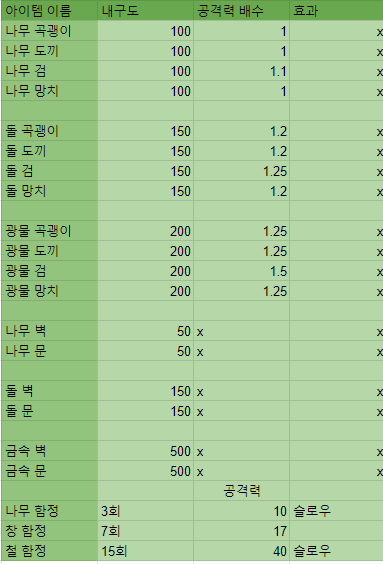 아이템 이름 내구도 공격력 배수 효과
나무 곡괭이 100 1 x
나무 도끼 100 1 x
나무 검 100 1.1 x
나무 망치 100 1 x
돌 곡괭이 150 1.2 x
돌 도끼 150 1.2 x
돌 검 150 1.25 x
돌 망치 150 1.2 x
광물 곡괭이 200 1.25 x
광물 도끼 200 1.25 x
광물 검 200 1.5 x
광물 망치 200 1.25 x
나무 벽 50 x x
나무 문 50 x x
돌 벽 150 x x
돌 문 150 x x
금속 벽 500 x x
금속 문 500 x x
공격력
나무 함정 3회 10 슬로우
창 함정 7회 17
철 함정 15회 40 슬로우